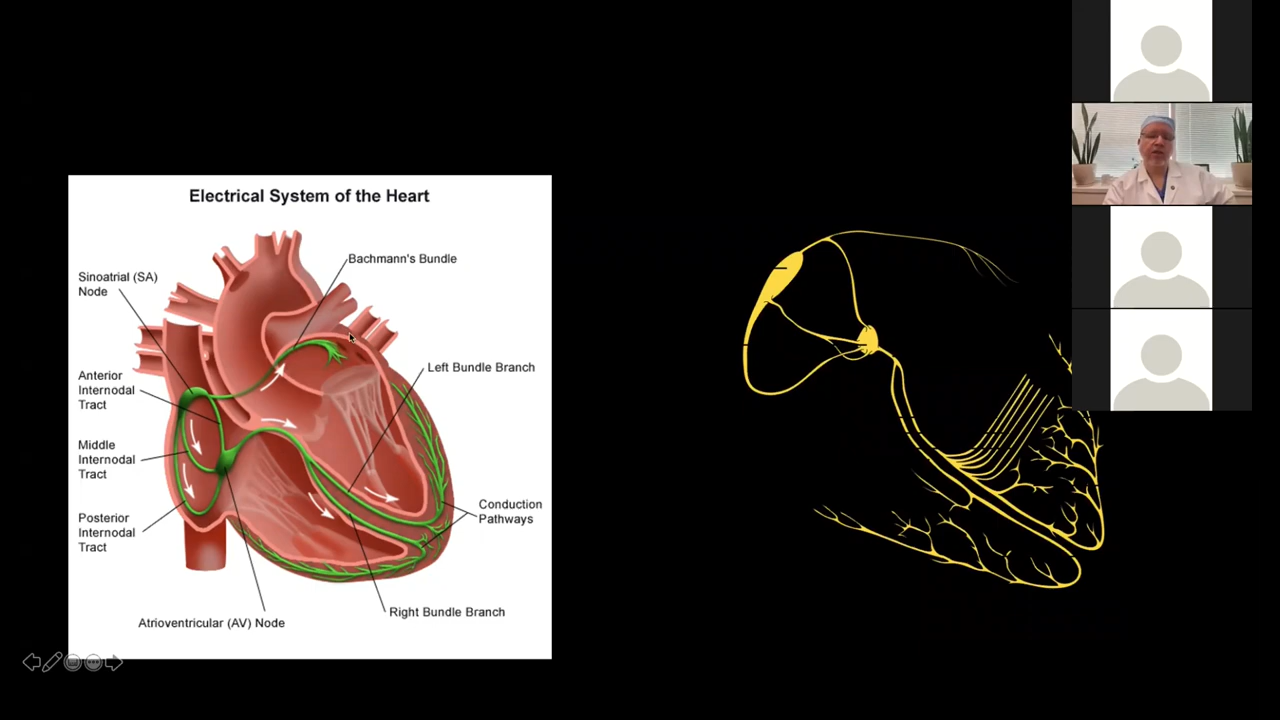 Electrical System of the Heart
Bachmann's Bundle
Sinoatrial (SA)
Node
Left Bundle Branch
Anterior
Internodal
Tract
Middle
Internodal
Tract
Conduction
Pathways
Posterior
Internodal
Tract
Right Bundle Branch
Atrioventricular (AV) Node